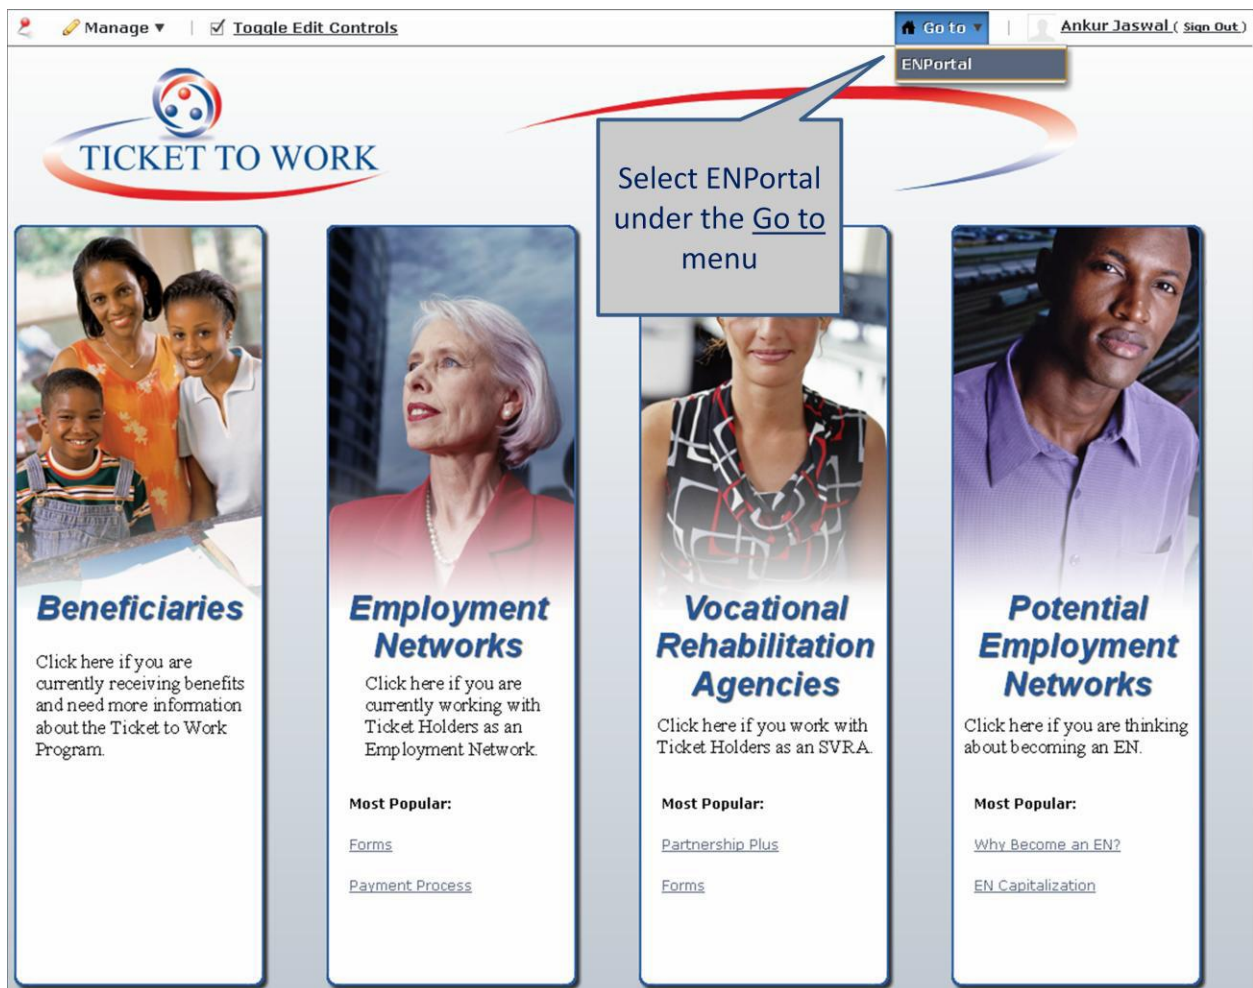 Manage ▼ | Toggle Edit Controls
Go to ▼ | Ankur Jaswal ( Sign Out )
ENPortal
TICKET TO WORK
Select ENPortal
under the Go to
menu
Beneficiaries
Click here if you are
currently receiving benefits
and need more information
about the Ticket to Work
Program.
Employment
Networks
Click here if you are
currently working with
Ticket Holders as an
Employment Network.
Most Popular:
Forms
Payment Process
Vocational
Rehabilitation
Agencies
Click here if you work with
Ticket Holders as an SVRA.
Most Popular:
Partnership Plus
Forms
Potential
Employment
Networks
Click here if you are thinking
about becoming an EN.
Most Popular:
Why Become an EN?
EN Capitalization